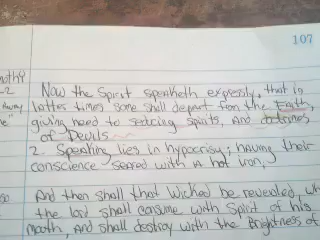 107
mothY Now the Spirit speaketh expressly, that in
-2 latter times some shall depart from the Faith,
Away giving heed to seducing spirits, And doctrines
e" of Devils
2. Speaking lies in hypocrisy; having their
conscience seared with A hot iron;
And then shall that Wicked be revealed, wh
the lord shall consume with Spirit of his
mouth, And shall destroy with the Brightness of